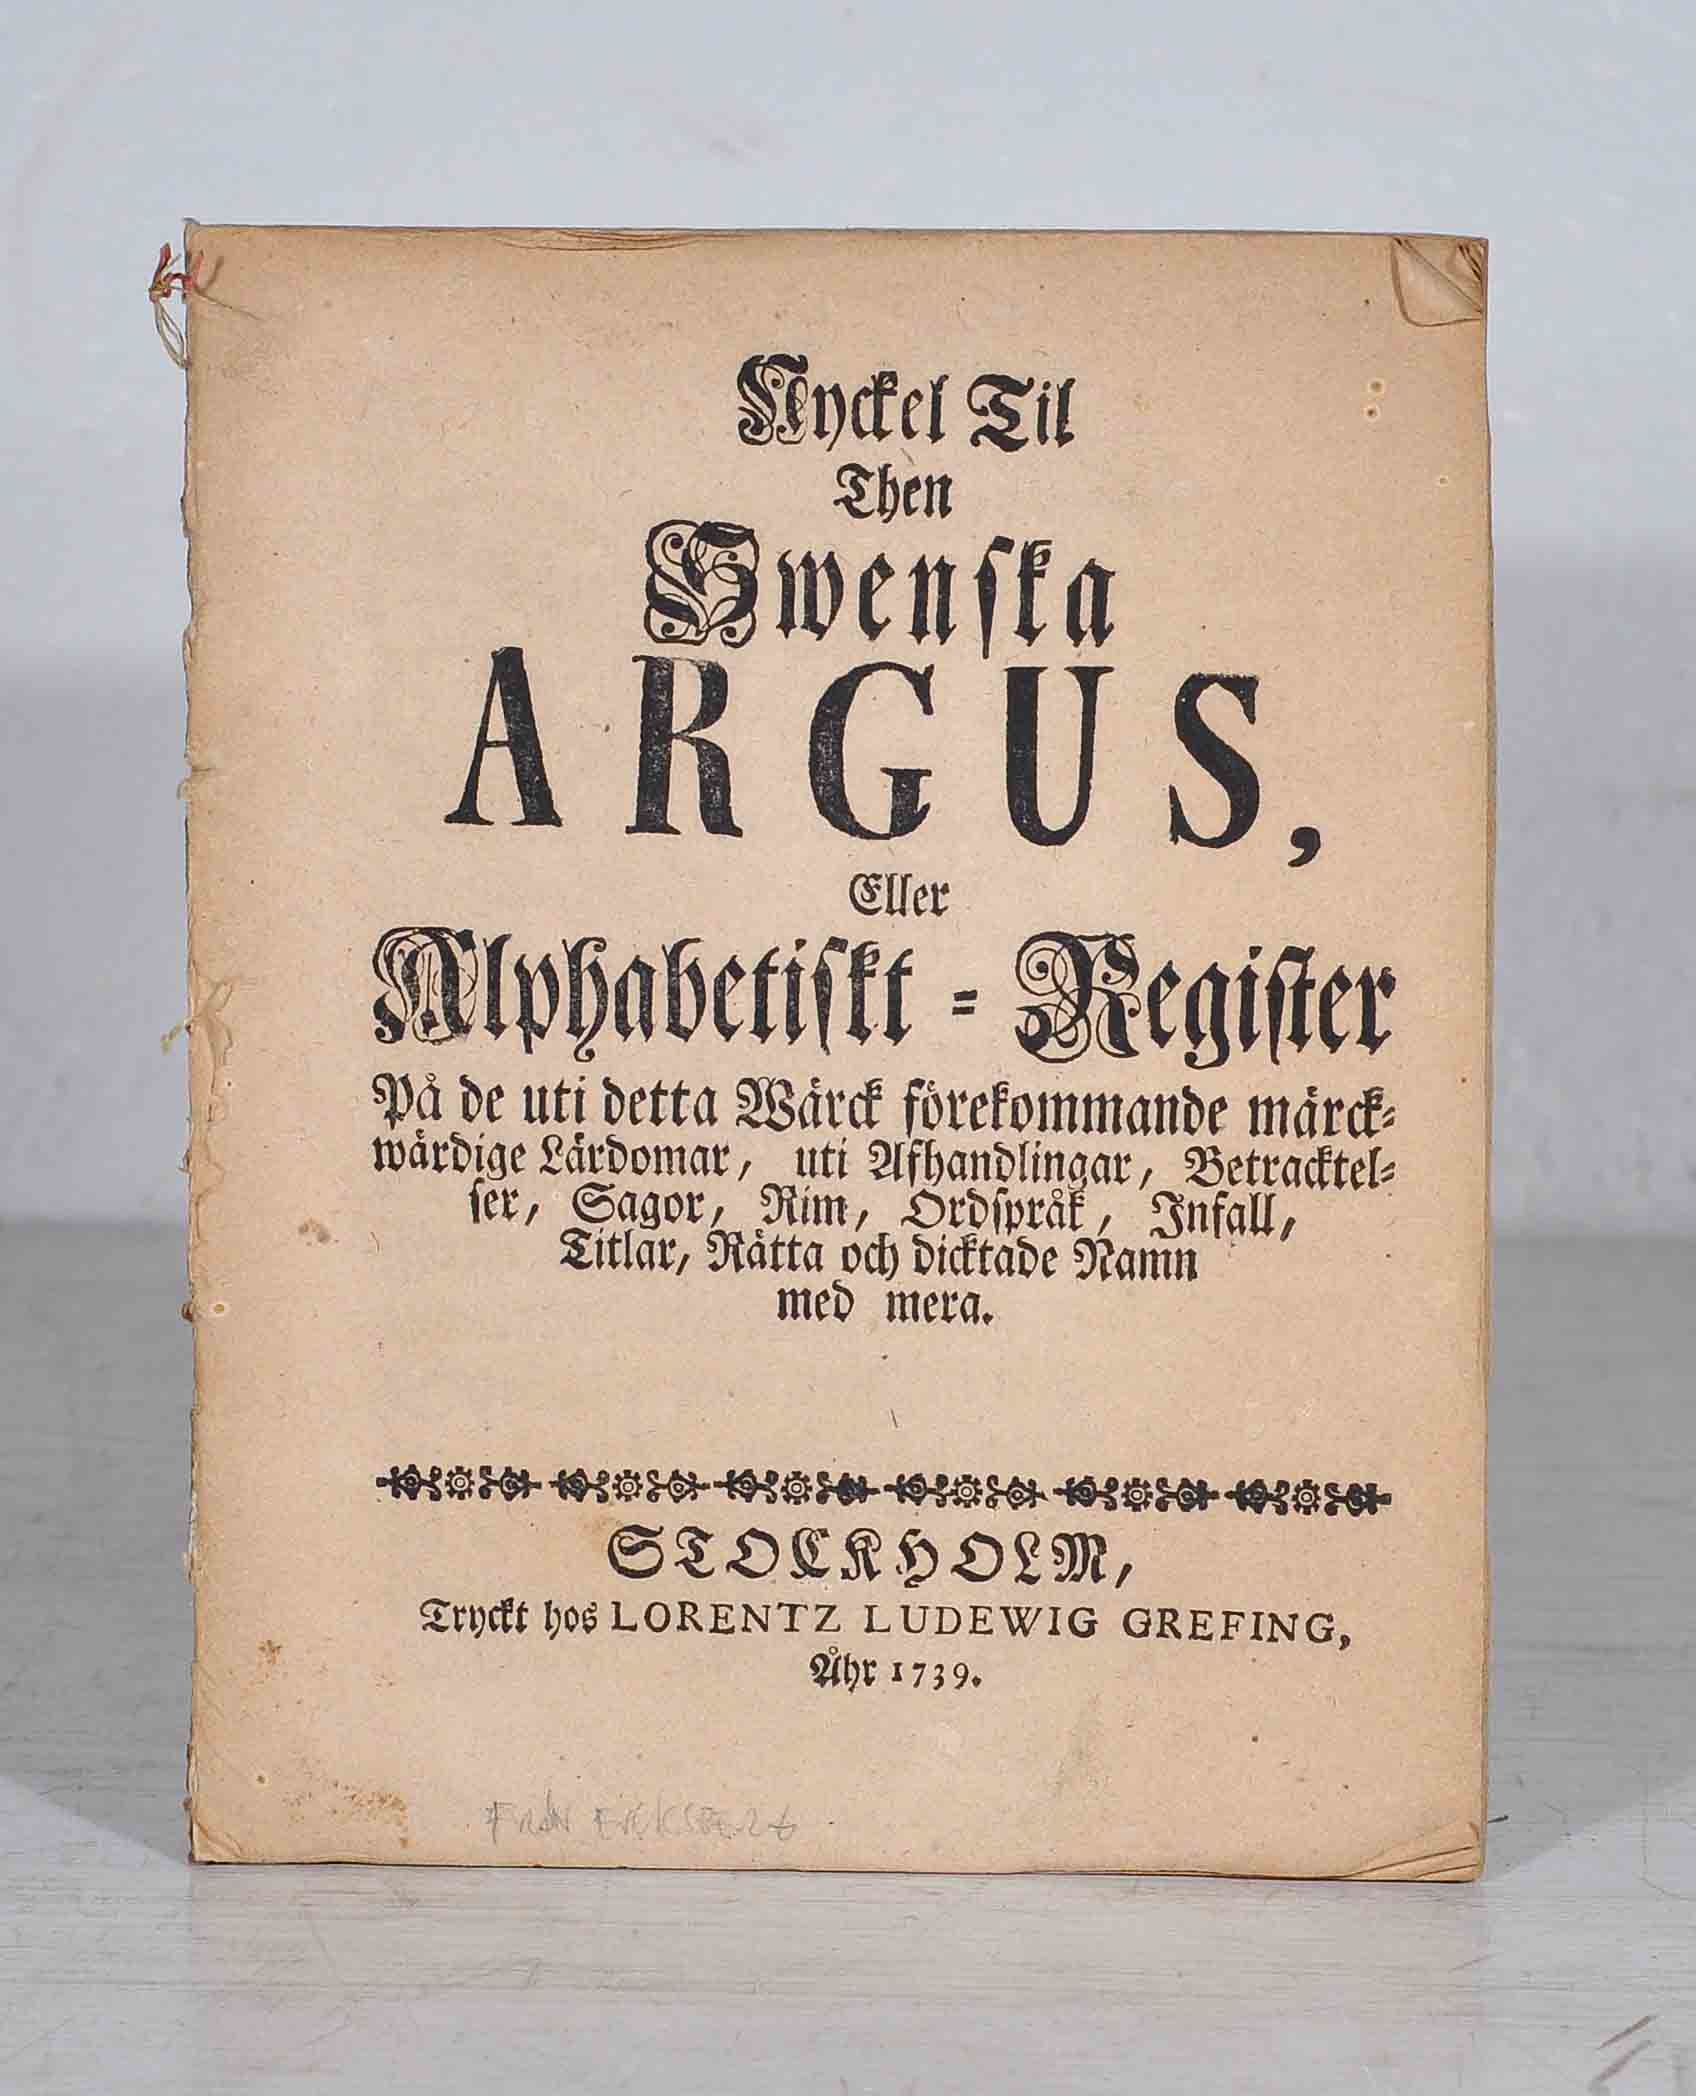 Nyckel Til
Then
Swenska
ARGUS,
Eller
Alphabetiskt = Register
På de uti detta Wärck förekommande märck=
wärdige Lärdomar, uti Afhandlingar, Betracktel=
ser, Sagor, Rim, Ordspråk, Infall,
Titlar, Rätta och dicktade Namn
med mera.
STOCKHOLM,
Tryckt hos LORENTZ LUDEWIG GREFING,
Åhr 1739.